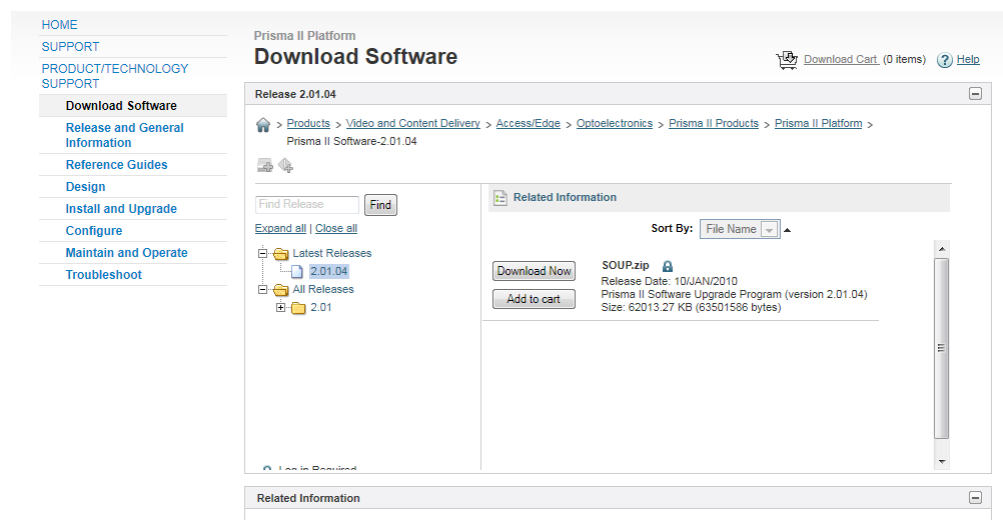 HOME
SUPPORT
PRODUCT/TECHNOLOGY
SUPPORT
Download Software
Release and General
Information
Reference Guides
Design
Install and Upgrade
Configure
Maintain and Operate
Troubleshoot
Prisma II Platform
Download Software
Download Cart (0 items) ? Help
Release 2.01.04
> Products > Video and Content Delivery > Access/Edge > Optoelectronics > Prisma II Products > Prisma II Platform >
Prisma II Software-2.01.04
Find Release Find
Expand all | Close all
Latest Releases
2.01.04
All Releases
2.01
Log in Required
Related Information
Sort By: File Name
Download Now
Add to cart
SOUP.zip
Release Date: 10/JAN/2010
Prisma II Software Upgrade Program (version 2.01.04)
Size: 62013.27 KB (63501586 bytes)
Related Information